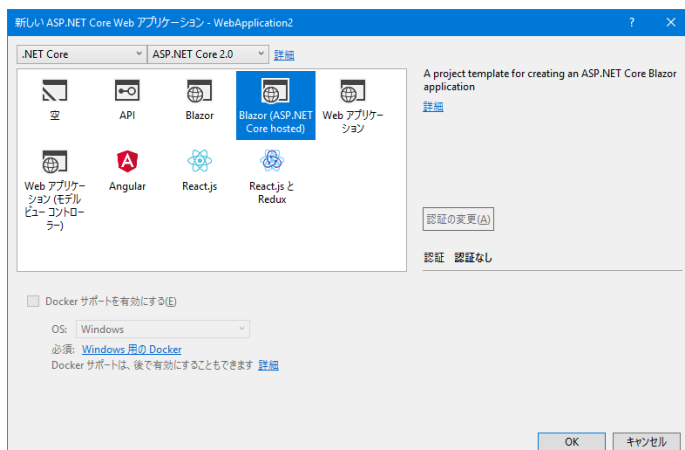 新しい ASP.NET Core Web アプリケーション - WebApplication2
.NET Core
ASP.NET Core 2.0
詳細
空
API
Blazor
Blazor (ASP.NET
Core hosted)
Web アプリケー
ション
Web アプリケー
ション (モデル
ビュー コントロー
ラー)
Angular
React.js
React.js と
Redux
A project template for creating an ASP.NET Core Blazor
application
詳細
認証の変更(A)
認証 認証なし
Docker サポートを有効にする(E)
OS: Windows
必須: Windows 用の Docker
Docker サポートは、後で有効にすることもできます 詳細
OK
キャンセル